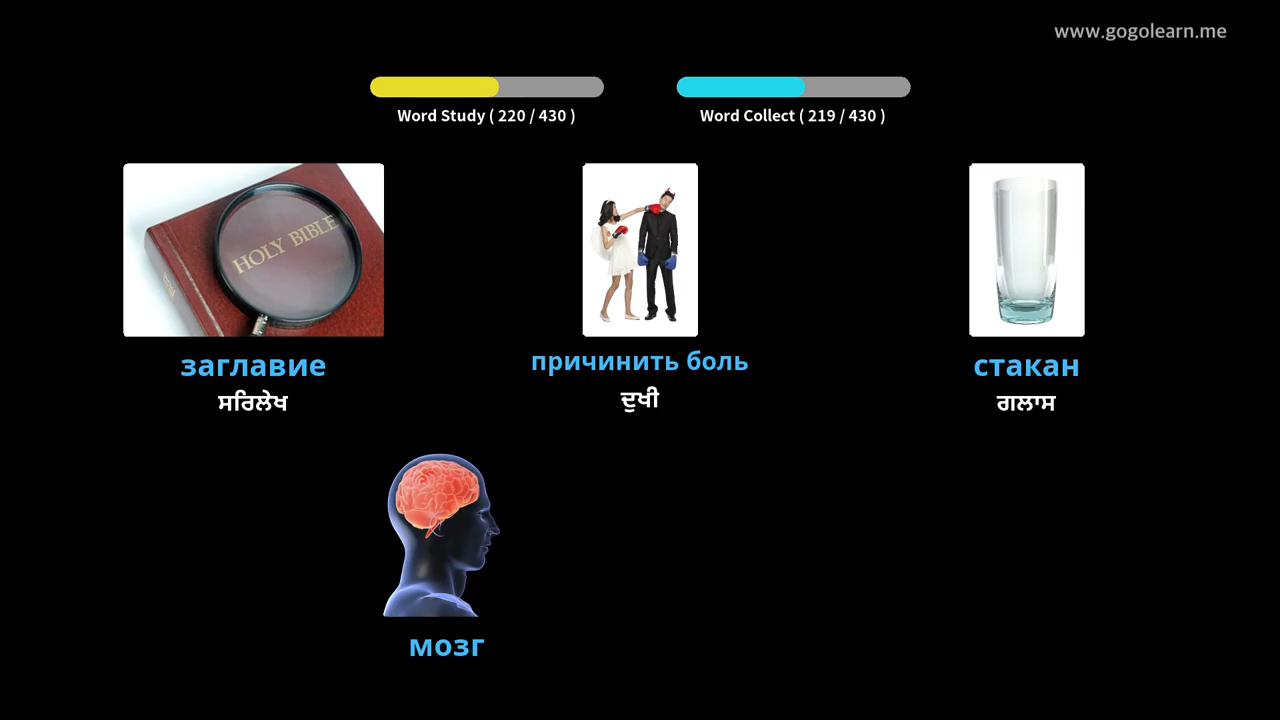 www.gogolearn.me
Word Study ( 220 / 430 )
Word Collect ( 219 / 430 )
HOLY BIBLE
заглавие
причинить боль
стакан
ਸਰਿਲੇਖ
ਦੁਖੀ
ਗਲਾਸ
мозг